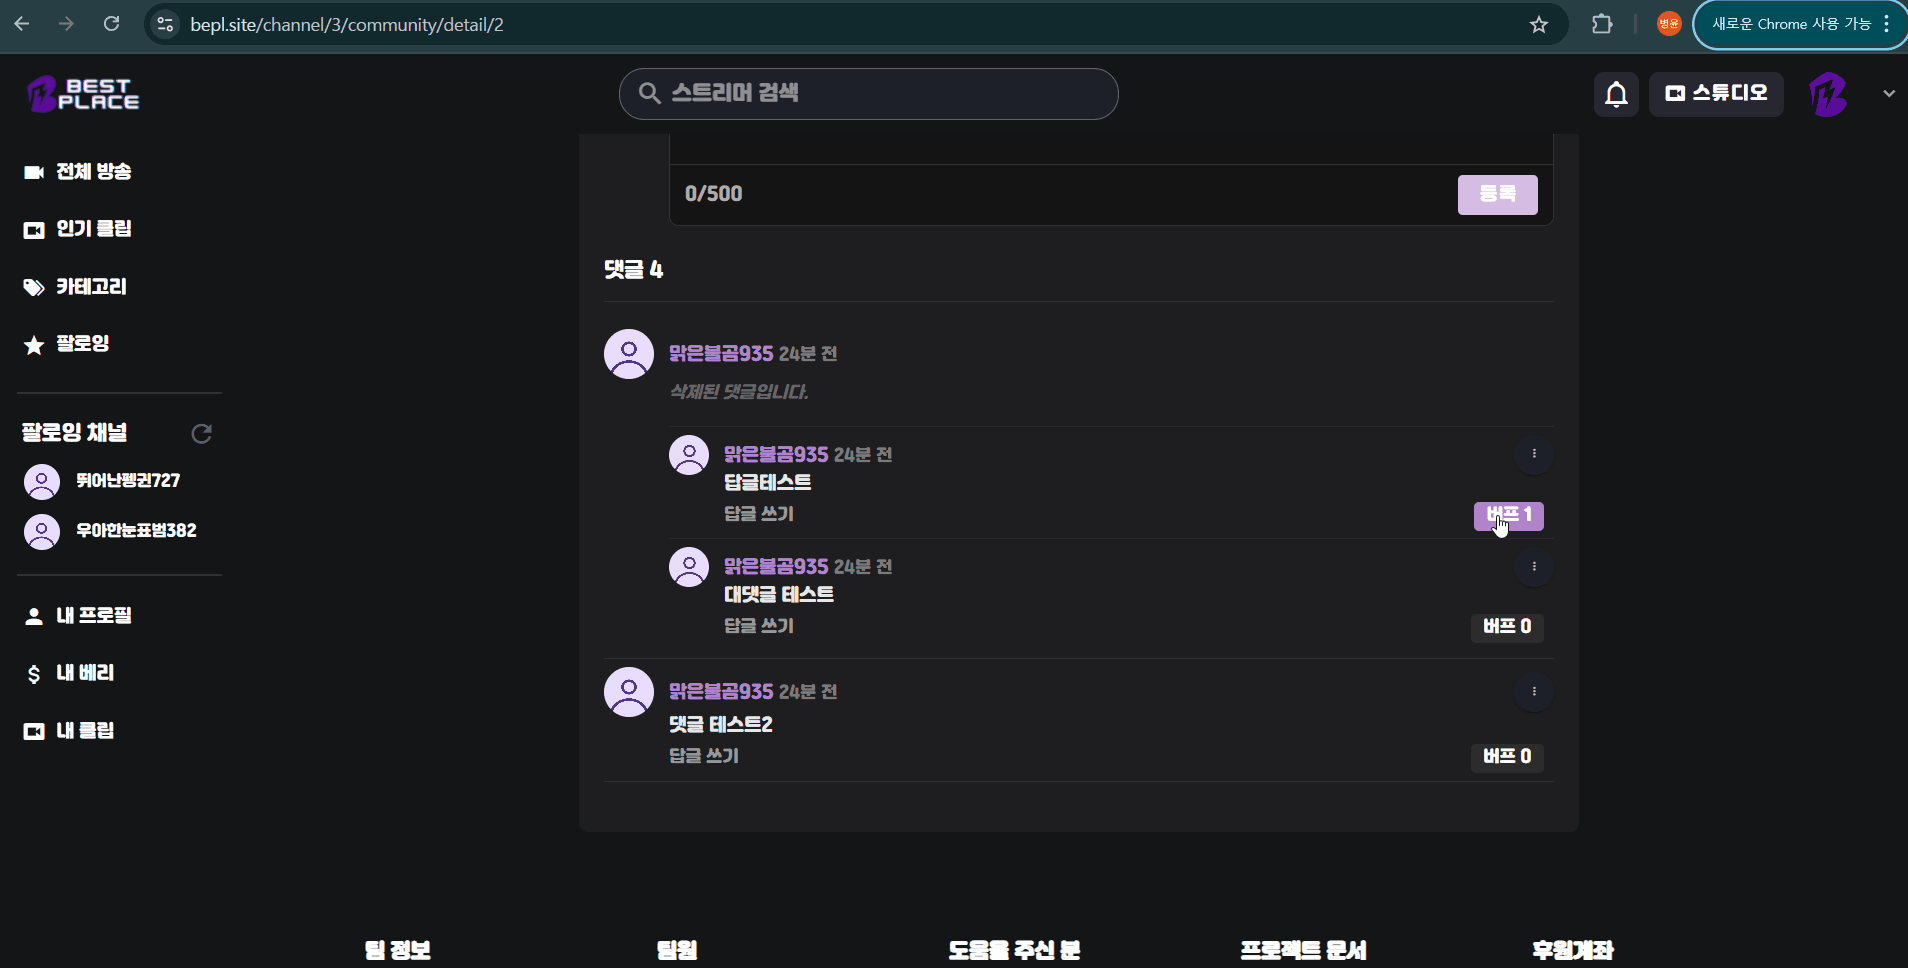 bepl.site/channel/3/community/detail/2
병윤
새로운 Chrome 사용 가능
BEST
PLACE
스트리머 검색
스튜디오
전체 방송
인기 클립
카테고리
팔로잉
팔로잉 채널
뛰어난펭귄727
우아한눈표범382
내 프로필
내 베리
내 클립
0/500
등록
댓글 4
맑은불곰935 24분 전
삭제된 댓글입니다.
맑은불곰935 24분 전
답글테스트
답글 쓰기
버프 1
맑은불곰935 24분 전
대댓글 테스트
답글 쓰기
버프 0
맑은불곰935 24분 전
댓글 테스트2
답글 쓰기
버프 0
팀 정보
팀원
도움을 주신 분
프로젝트 문서
후원계좌